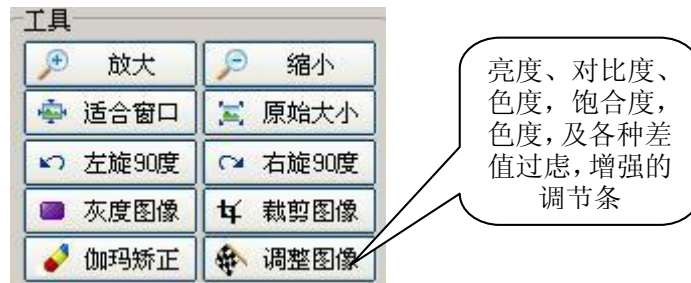 工具
放大
缩小
适合窗口
原始大小
左旋90度
右旋90度
灰度图像
裁剪图像
伽玛矫正
调整图像
亮度、对比度、
色度，饱合度，
色度，及各种差
值过虑，增强的
调节条